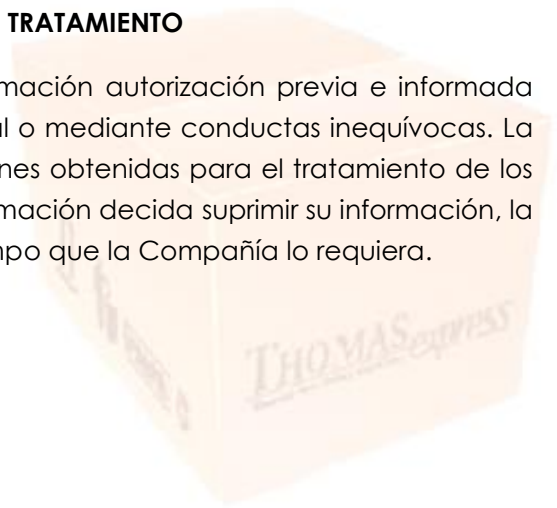 TRATAMIENTO
mación autorización previa e informada
al o mediante conductas inequívocas. La
nes obtenidas para el tratamiento de los
mación decida suprimir su información, la
mpo que la Compañía lo requiera.
THOMASexpress